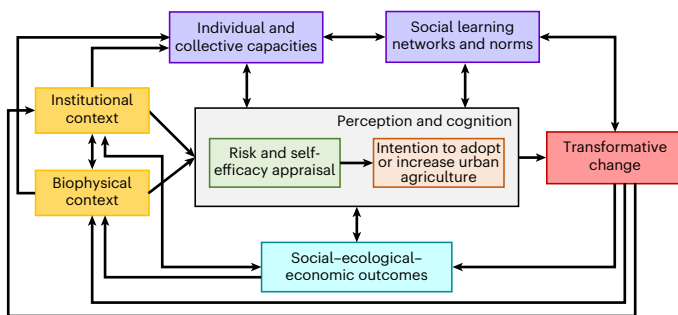 Individual and
collective capacities
Social learning
networks and norms
Institutional
context
Perception and cognition
Risk and self-
efficacy appraisal
Intention to adopt
or increase urban
agriculture
Transformative
change
Biophysical
context
Social–ecological–
economic outcomes